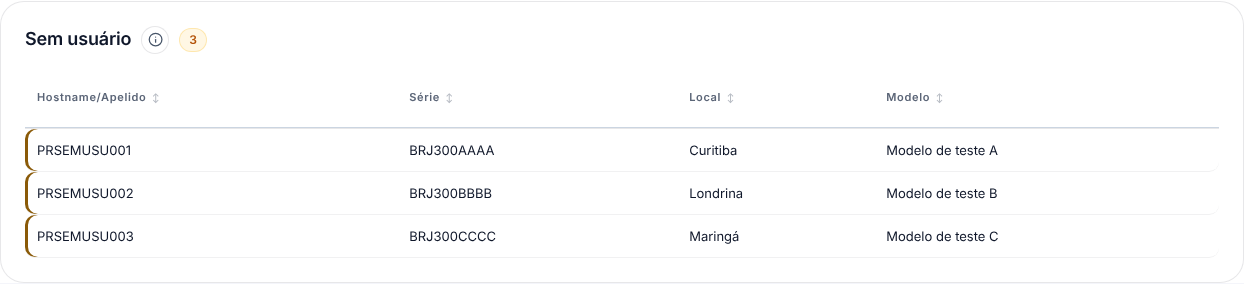 Sem usuário 3
Hostname/Apelido Série Local Modelo
PRSEMUSU001 BRJ300AAAA Curitiba Modelo de teste A
PRSEMUSU002 BRJ300BBBB Londrina Modelo de teste B
PRSEMUSU003 BRJ300CCCC Maringá Modelo de teste C